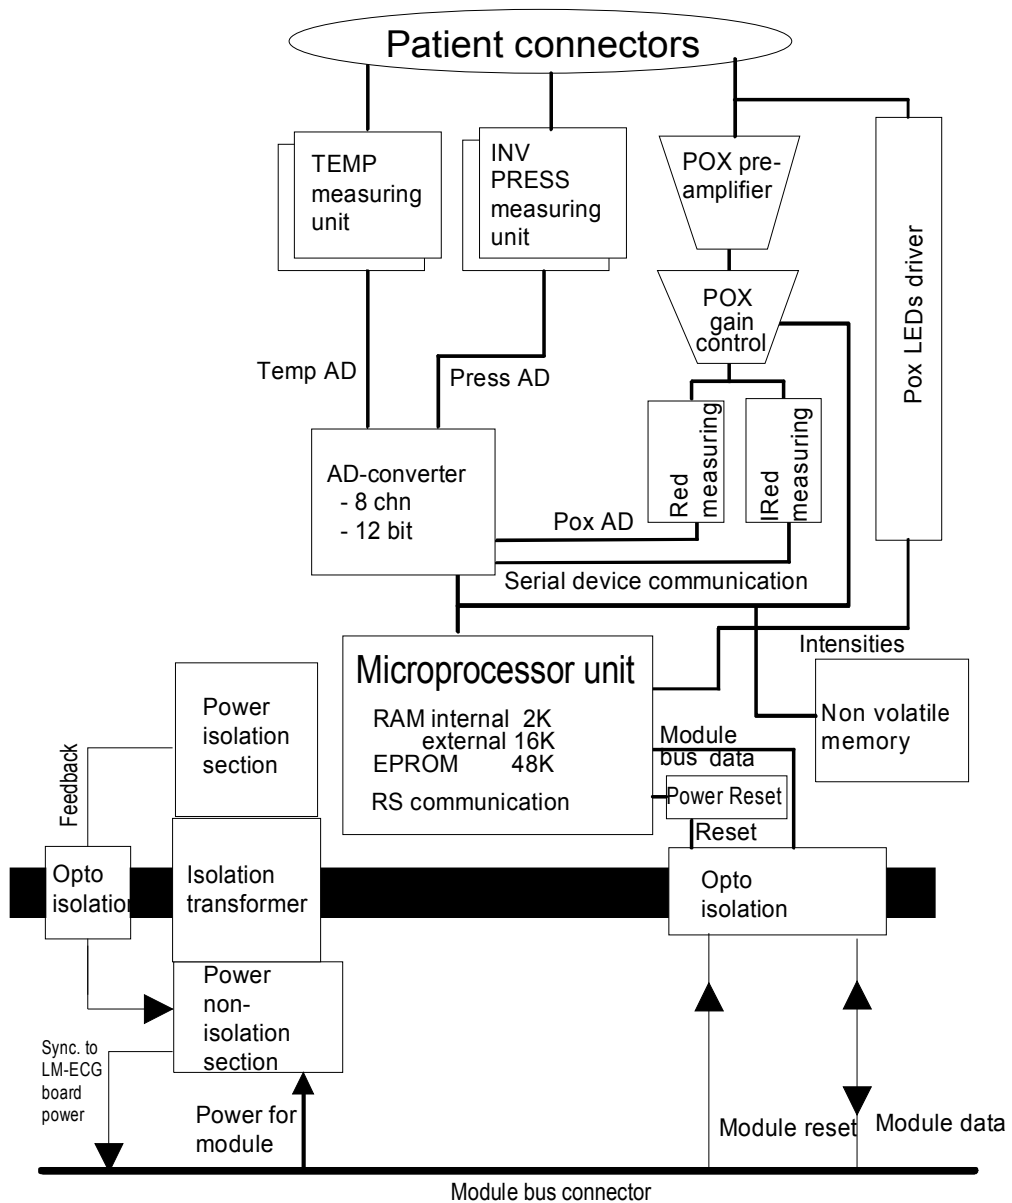 Patient connectors
TEMP
measuring
unit
INV
PRESS
measuring
unit
POX pre-
amplifier
Pox LEDs driver
POX
gain
control
Temp AD
Press AD
Red
measuring
IRed
measuring
AD-converter
- 8 chn
- 12 bit
Pox AD
Serial device communication
Intensities
Microprocessor unit
RAM internal 2K
external 16K
EPROM 48K
RS communication
Non volatile
memory
Module
bus data
Power Reset
Reset
Power
isolation
section
Feedback
Opto
isolation
Isolation
transformer
Opto
isolation
Power
non-
isolation
section
Sync. to
LM-ECG
board
power
Power for
module
Module reset
Module data
Module bus connector